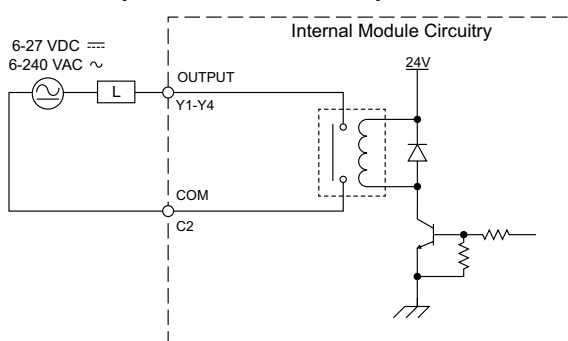 Internal Module Circuitry
6-27 VDC ⎓
6-240 VAC ∿
24V
OUTPUT
L
Y1-Y4
COM
C2